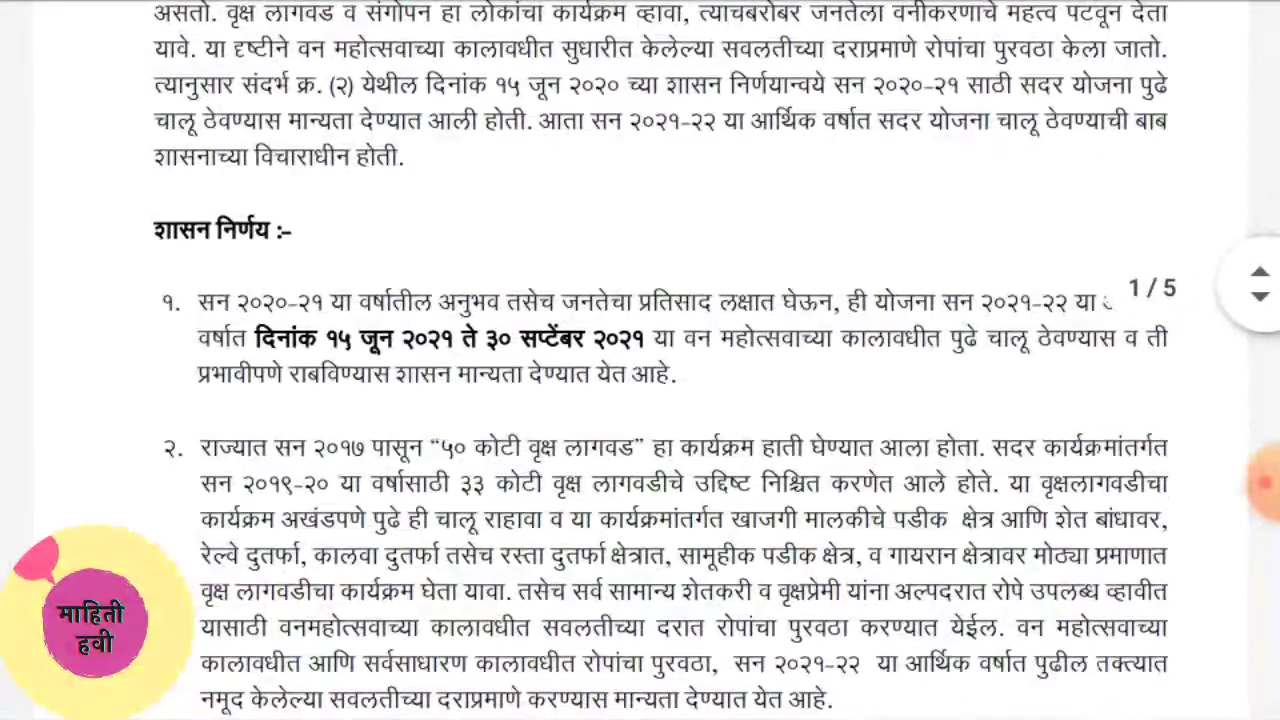 असतो. वृक्ष लागवड व संगोपन हा लोकांचा कार्यक्रम व्हावा, त्याचबरोबर जनतेला वनीकरणाचे महत्व पटवून देता
यावे. या दृष्टीने वन महोत्सवाच्या कालावधीत सुधारीत केलेल्या सवलतीच्या दराप्रमाणे रोपांचा पुरवठा केला जातो.
त्यानुसार संदर्भ क्र. (२) येथील दिनांक १५ जून २०२० च्या शासन निर्णयान्वये सन २०२०-२१ साठी सदर योजना पुढे
चालू ठेवण्यास मान्यता देण्यात आली होती. आता सन २०२१-२२ या आर्थिक वर्षात सदर योजना चालू ठेवण्याची बाब
शासनाच्या विचाराधीन होती.
शासन निर्णय :-
१. सन २०२०-२१ या वर्षातील अनुभव तसेच जनतेचा प्रतिसाद लक्षात घेऊन, ही योजना सन २०२१-२२ या
1 / 5
वर्षात दिनांक १५ जून २०२१ ते ३० सप्टेंबर २०२१ या वन महोत्सवाच्या कालावधीत पुढे चालू ठेवण्यास व ती
प्रभावीपणे राबविण्यास शासन मान्यता देण्यात येत आहे.
२. राज्यात सन २०१७ पासून “५० कोटी वृक्ष लागवड” हा कार्यक्रम हाती घेण्यात आला होता. सदर कार्यक्रमांतर्गत
सन २०१९-२० या वर्षासाठी ३३ कोटी वृक्ष लागवडीचे उद्दिष्ट निश्चित करणेत आले होते. या वृक्षलागवडीचा
कार्यक्रम अखंडपणे पुढे ही चालू राहावा व या कार्यक्रमांतर्गत खाजगी मालकीचे पडीक क्षेत्र आणि शेत बांधावर,
रेल्वे दुतर्फा, कालवा दुतर्फा तसेच रस्ता दुतर्फा क्षेत्रात, सामूहीक पडीक क्षेत्र, व गायरान क्षेत्रावर मोठ्या प्रमाणात
वृक्ष लागवडीचा कार्यक्रम घेता यावा. तसेच सर्व सामान्य शेतकरी व वृक्षप्रेमी यांना अल्पदरात रोपे उपलब्ध व्हावीत
यासाठी वनमहोत्सवाच्या कालावधीत सवलतीच्या दरात रोपांचा पुरवठा करण्यात येईल. वन महोत्सवाच्या
कालावधीत आणि सर्वसाधारण कालावधीत रोपांचा पुरवठा, सन २०२१-२२ या आर्थिक वर्षात पुढील तक्त्यात
नमूद केलेल्या सवलतीच्या दराप्रमाणे करण्यास मान्यता देण्यात येत आहे.
माहिती
हवी